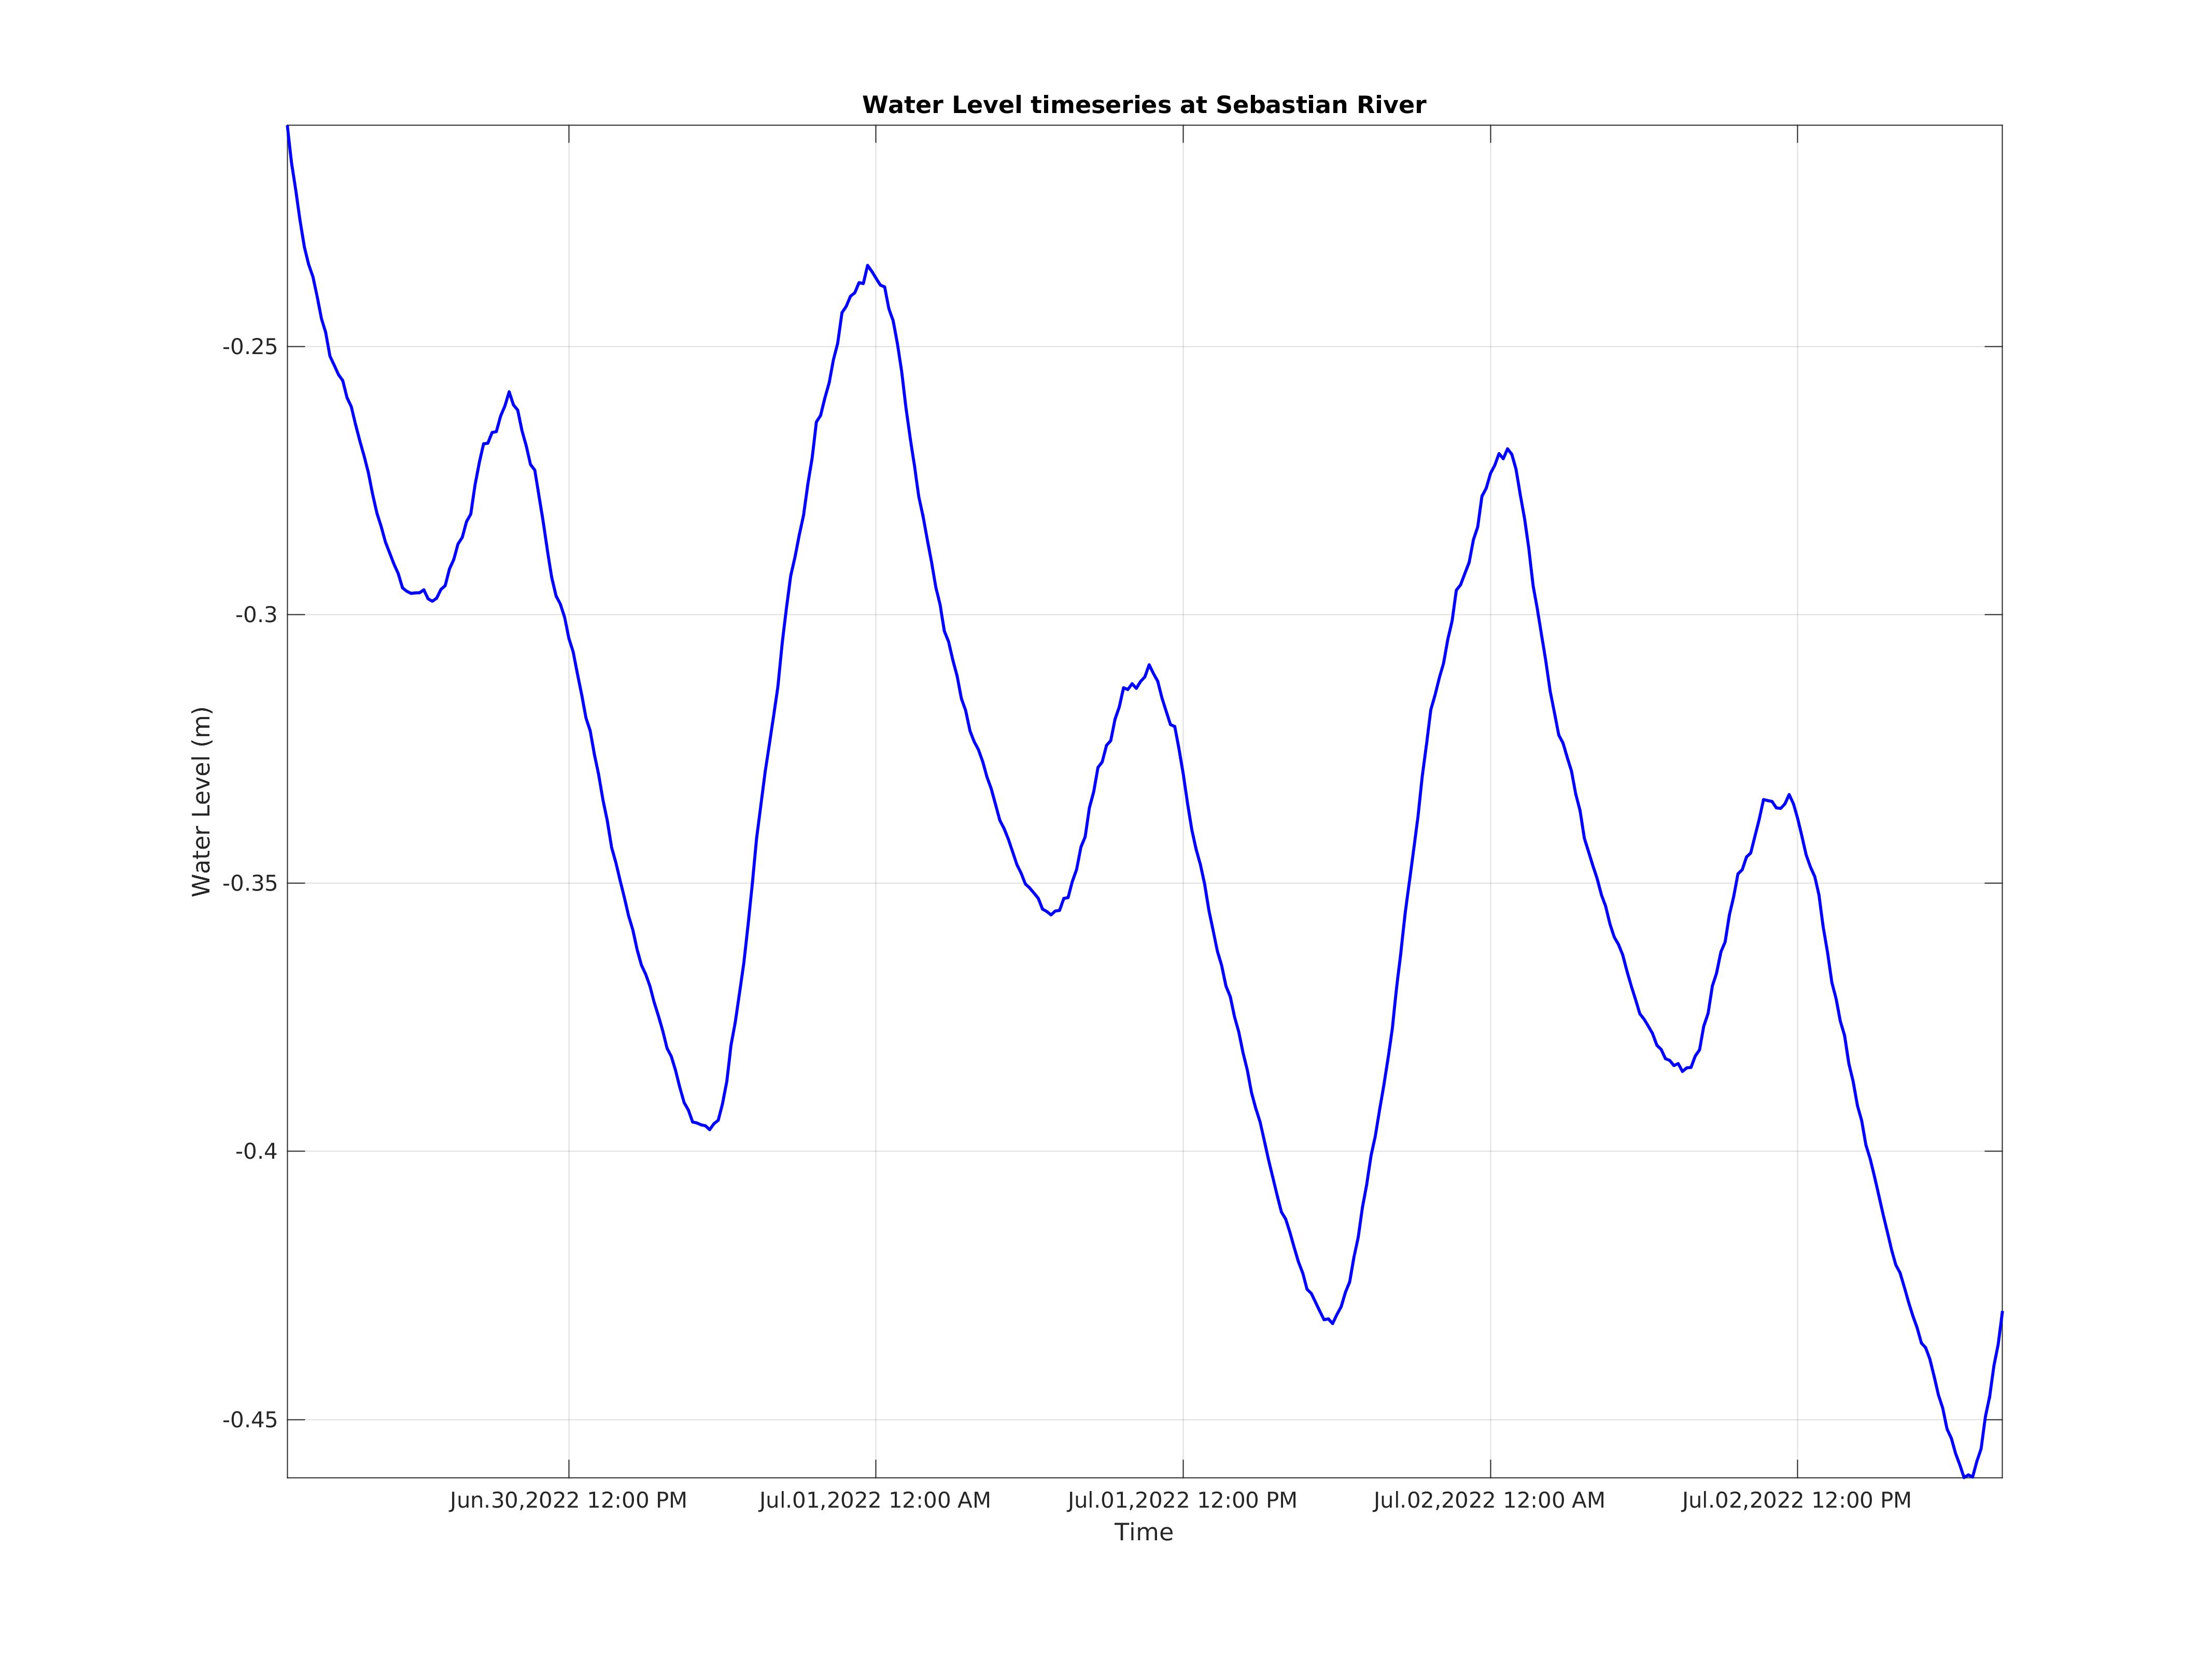 Water Level timeseries at Sebastian River
-0.25
-0.3
-0.35
-0.4
-0.45
Water Level (m)
Jun.30,2022 12:00 PM
Jul.01,2022 12:00 AM
Jul.01,2022 12:00 PM
Jul.02,2022 12:00 AM
Jul.02,2022 12:00 PM
Time